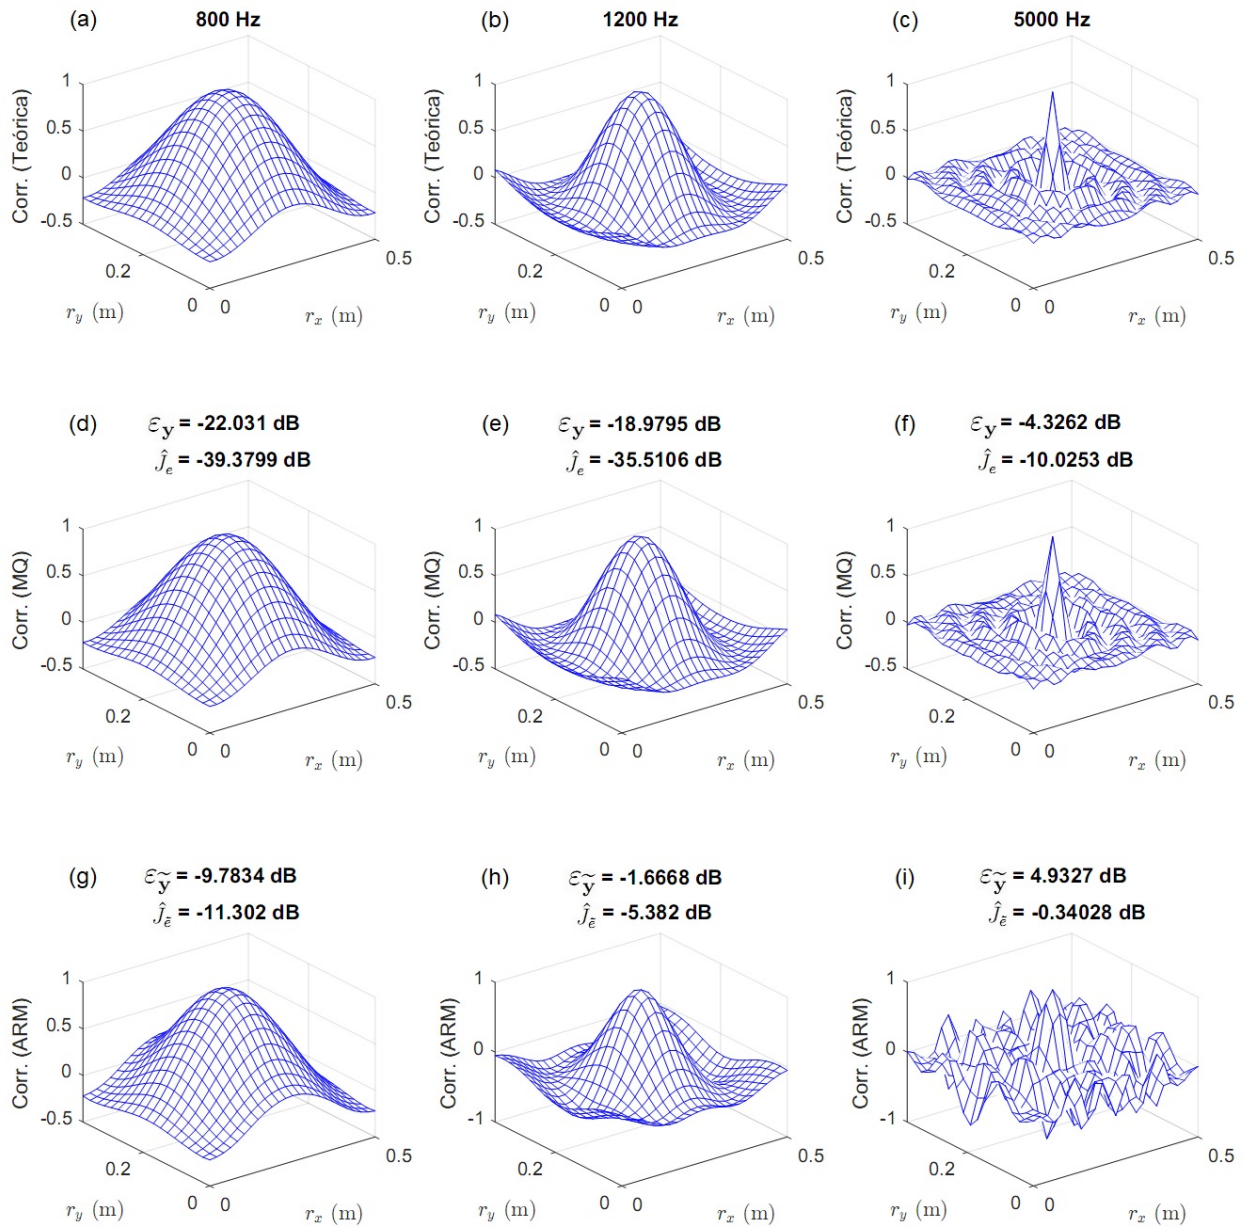 (a) 800 Hz
(b) 1200 Hz
(c) 5000 Hz
Corr. (Teórica)
1
0.5
0
-0.5
0.2
0
0
0.5
r_y (m)
r_x (m)
Corr. (Teórica)
1
0.5
0
-0.5
0.2
0
0
0.5
r_y (m)
r_x (m)
Corr. (Teórica)
1
0.5
0
-0.5
0.2
0
0
0.5
r_y (m)
r_x (m)
(d) ε_y = -22.031 dB
ĵ_e = -39.3799 dB
(e) ε_y = -18.9795 dB
ĵ_e = -35.5106 dB
(f) ε_y = -4.3262 dB
ĵ_e = -10.0253 dB
Corr. (MQ)
1
0.5
0
-0.5
0.2
0
0
0.5
r_y (m)
r_x (m)
Corr. (MQ)
1
0.5
0
-0.5
0.2
0
0
0.5
r_y (m)
r_x (m)
Corr. (MQ)
1
0.5
0
-0.5
0.2
0
0
0.5
r_y (m)
r_x (m)
(g) ε_ỹ = -9.7834 dB
ĵ_ẽ = -11.302 dB
(h) ε_ỹ = -1.6668 dB
ĵ_ẽ = -5.382 dB
(i) ε_ỹ = 4.9327 dB
ĵ_ẽ = -0.34028 dB
Corr. (ARM)
1
0.5
0
-0.5
0.2
0
0
0.5
r_y (m)
r_x (m)
Corr. (ARM)
1
0
-1
0.2
0
0
0.5
r_y (m)
r_x (m)
Corr. (ARM)
1
0
-1
0.2
0
0
0.5
r_y (m)
r_x (m)